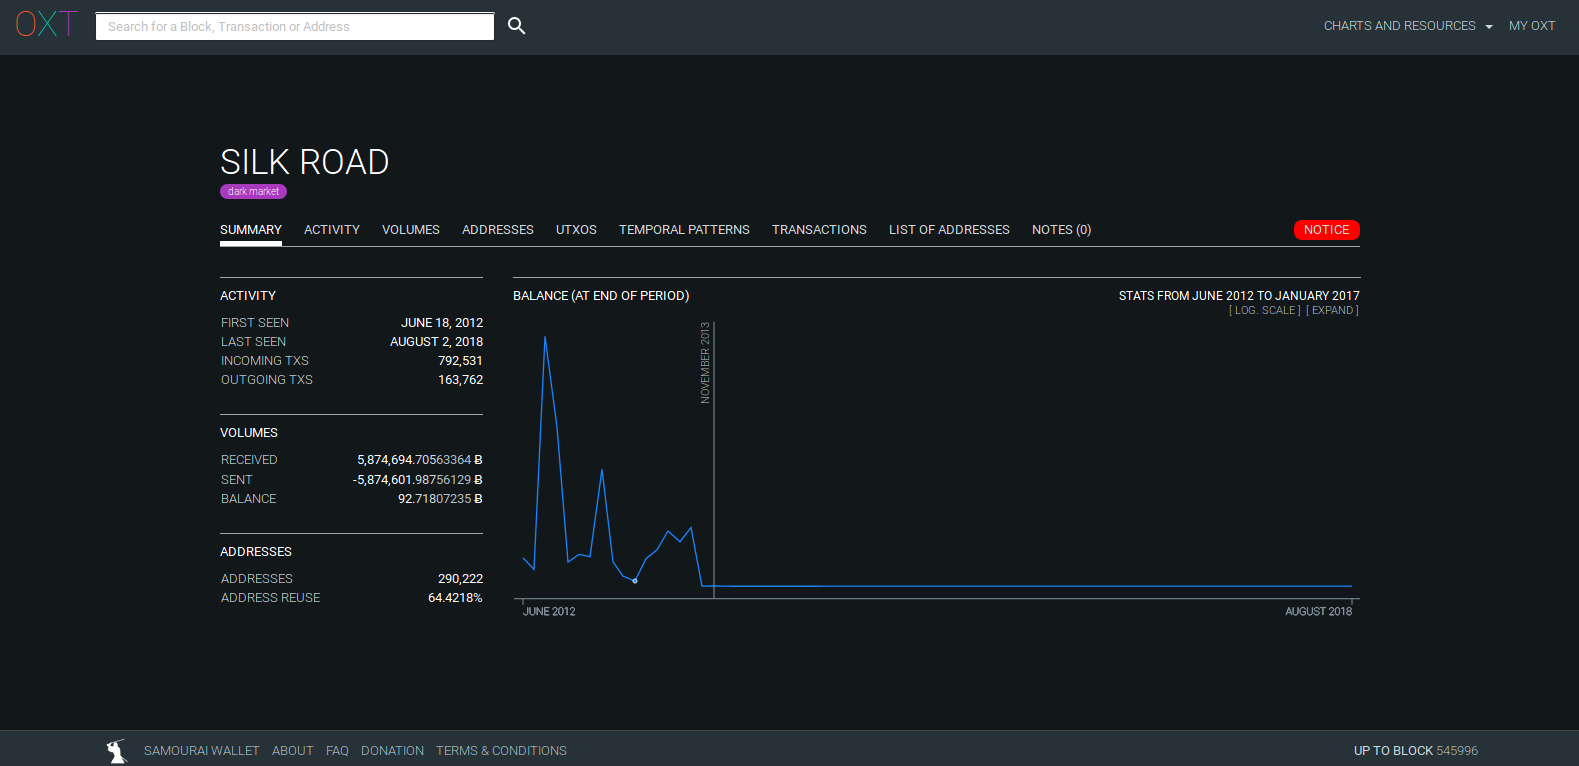 OXT
Search for a Block, Transaction or Address
CHARTS AND RESOURCES
MY OXT
SILK ROAD
dark market
SUMMARY
ACTIVITY
VOLUMES
ADDRESSES
UTXOS
TEMPORAL PATTERNS
TRANSACTIONS
LIST OF ADDRESSES
NOTES (0)
NOTICE
ACTIVITY
FIRST SEEN JUNE 18, 2012
LAST SEEN AUGUST 2, 2018
INCOMING TXS 792,531
OUTGOING TXS 163,762
VOLUMES
RECEIVED 5,874,694.70563364 Ƀ
SENT -5,874,601.98756129 Ƀ
BALANCE 92.71807235 Ƀ
ADDRESSES
ADDRESSES 290,222
ADDRESS REUSE 64.4218%
BALANCE (AT END OF PERIOD)
STATS FROM JUNE 2012 TO JANUARY 2017
[ LOG. SCALE ] [ EXPAND ]
NOVEMBER 2013
JUNE 2012
AUGUST 2018
SAMOURAI WALLET
ABOUT
FAQ
DONATION
TERMS & CONDITIONS
UP TO BLOCK 545996